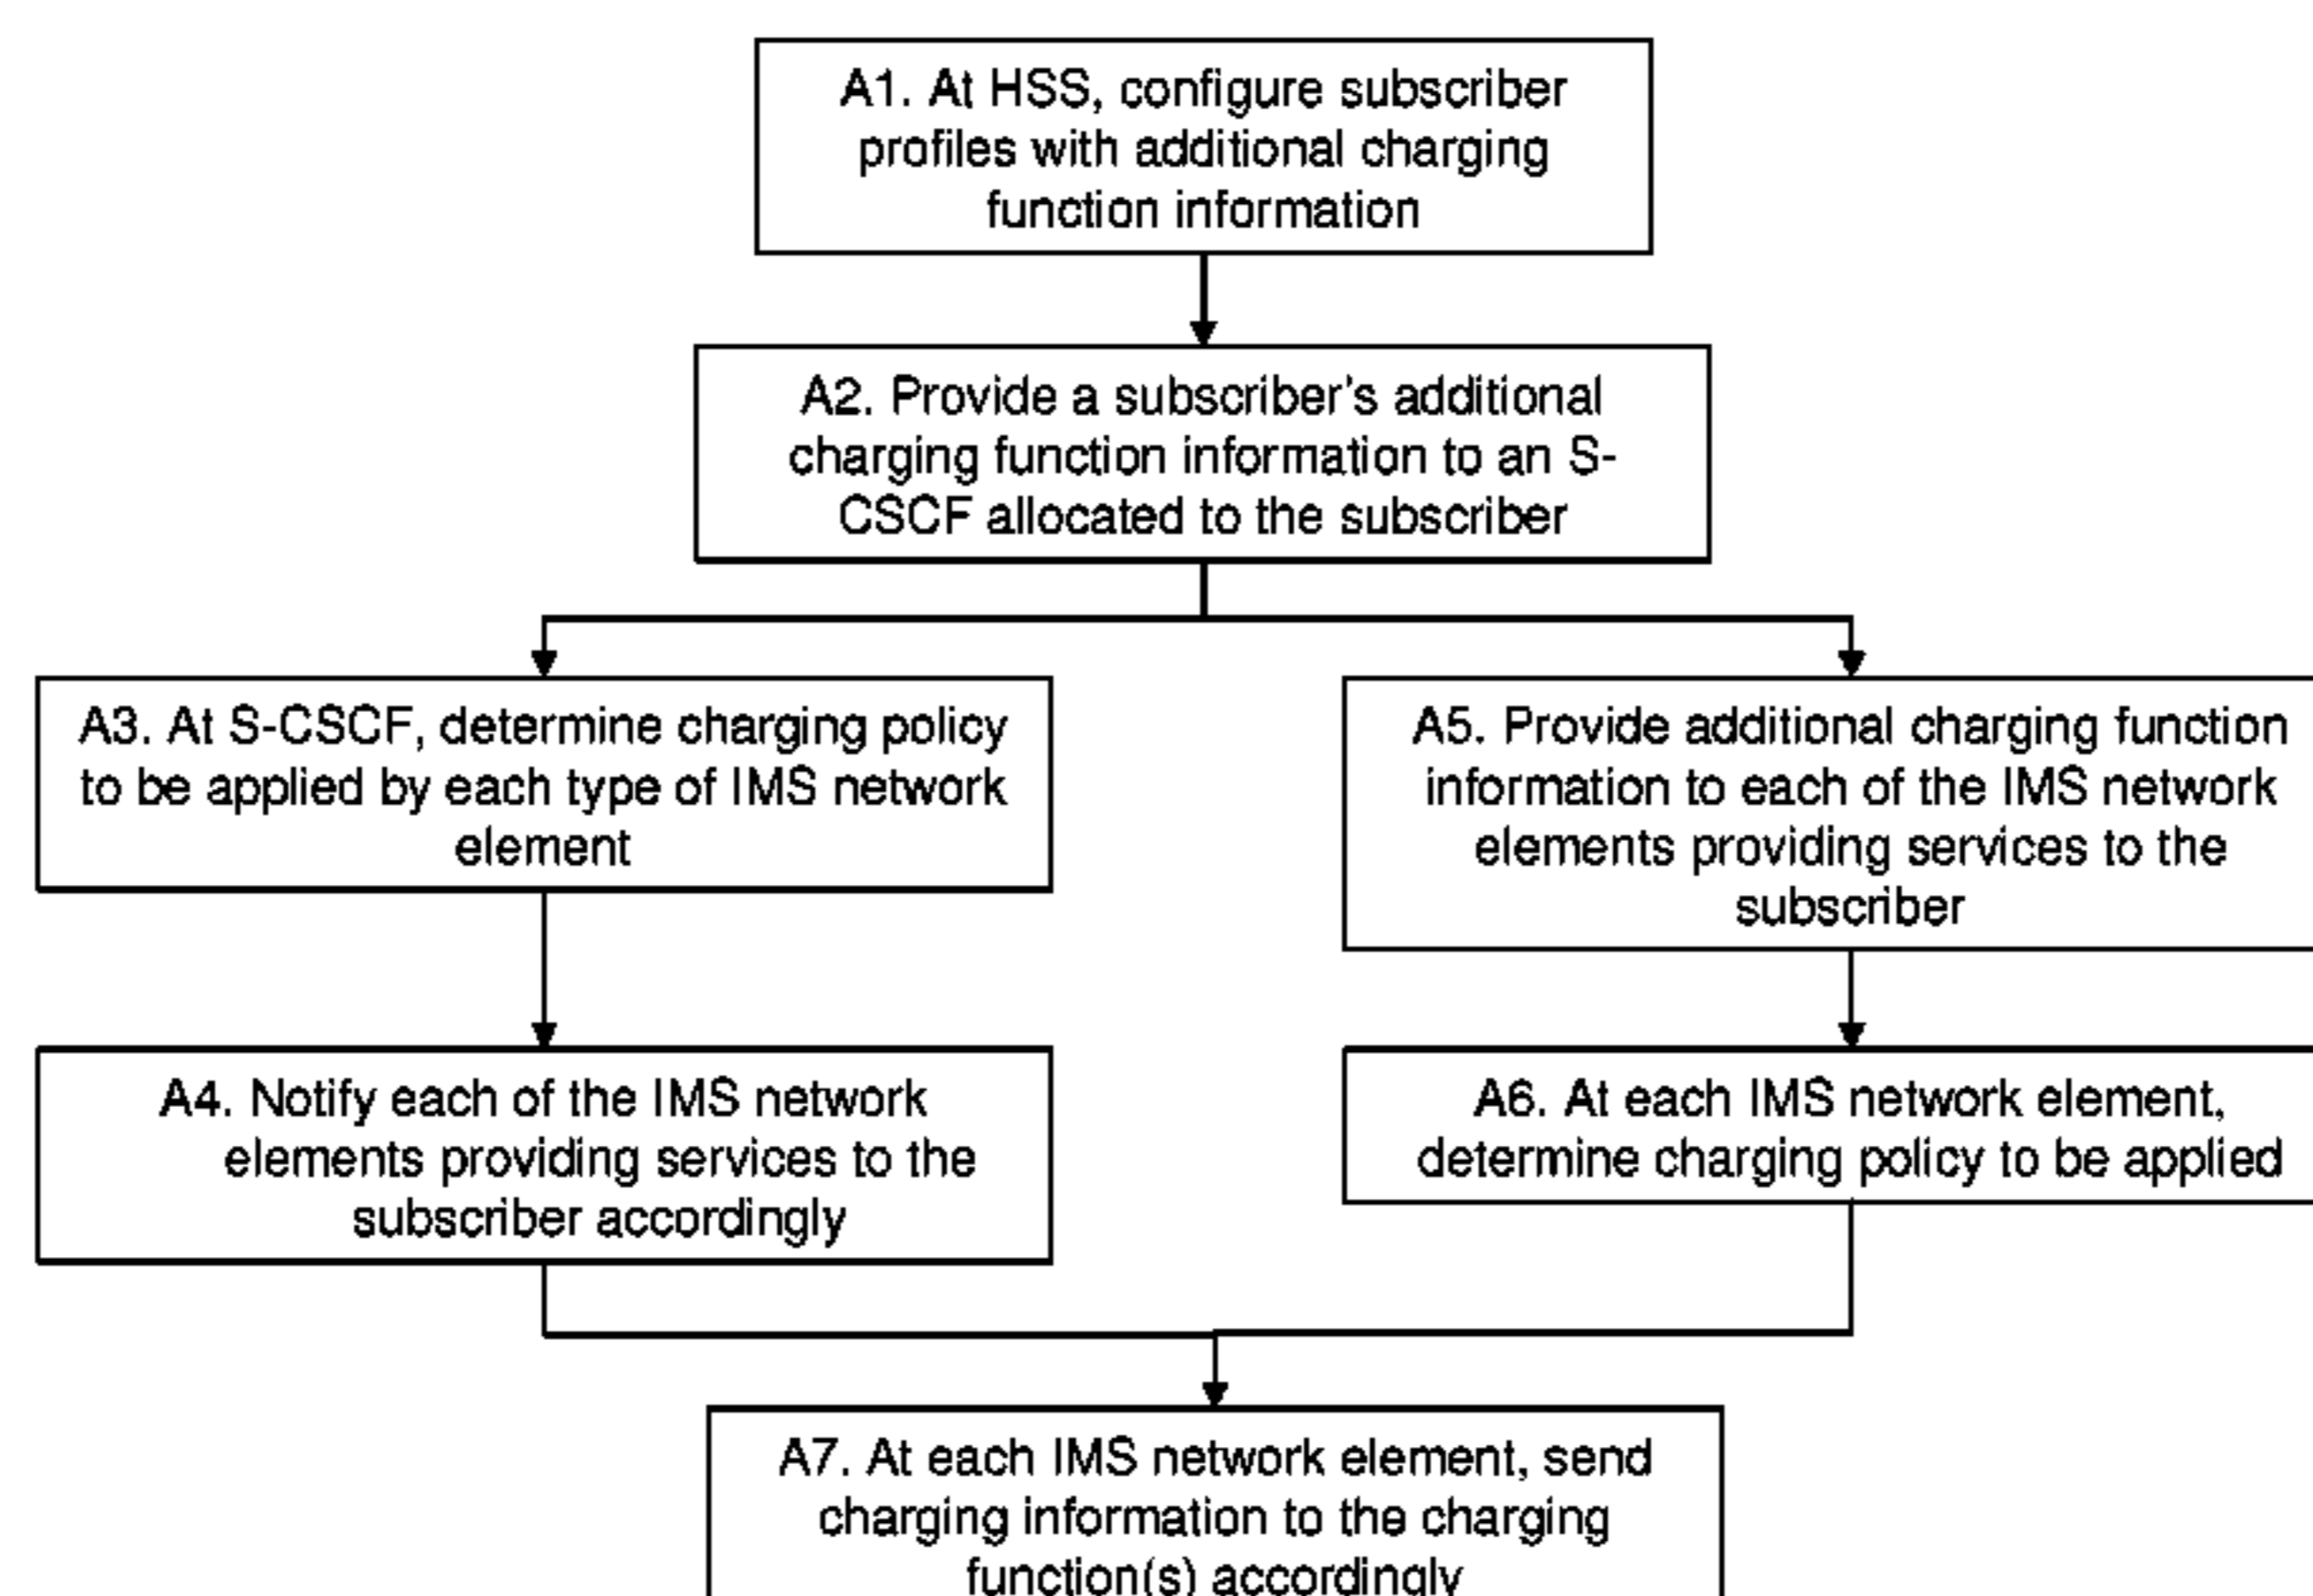 A1. At HSS, configure subscriber
profiles with additional charging
function information
A2. Provide a subscriber's additional
charging function information to an S-
CSCF allocated to the subscriber
A3. At S-CSCF, determine charging policy
to be applied by each type of IMS network
element
A5. Provide additional charging function
information to each of the IMS network
elements providing services to the
subscriber
A4. Notify each of the IMS network
elements providing services to the
subscriber accordingly
A6. At each IMS network element,
determine charging policy to be applied
A7. At each IMS network element, send
charging information to the charging
function(s) accordingly